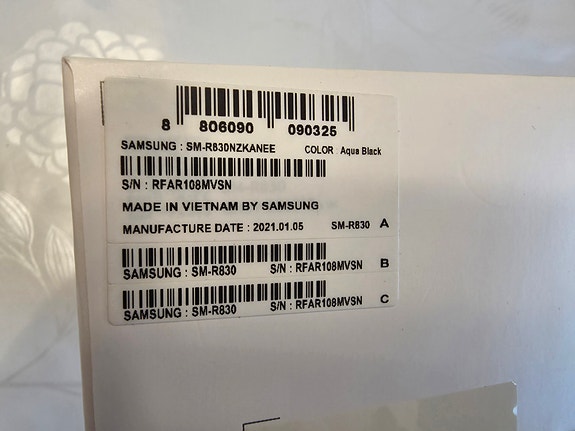 8 806090 090325
SAMSUNG : SM-R830NZKANEE COLOR : Aqua Black
S/N : RFAR108MVSN
MADE IN VIETNAM BY SAMSUNG
MANUFACTURE DATE : 2021.01.05 SM-R830 A
SAMSUNG : SM-R830 S/N : RFAR108MVSN B
SAMSUNG : SM-R830 S/N : RFAR108MVSN C